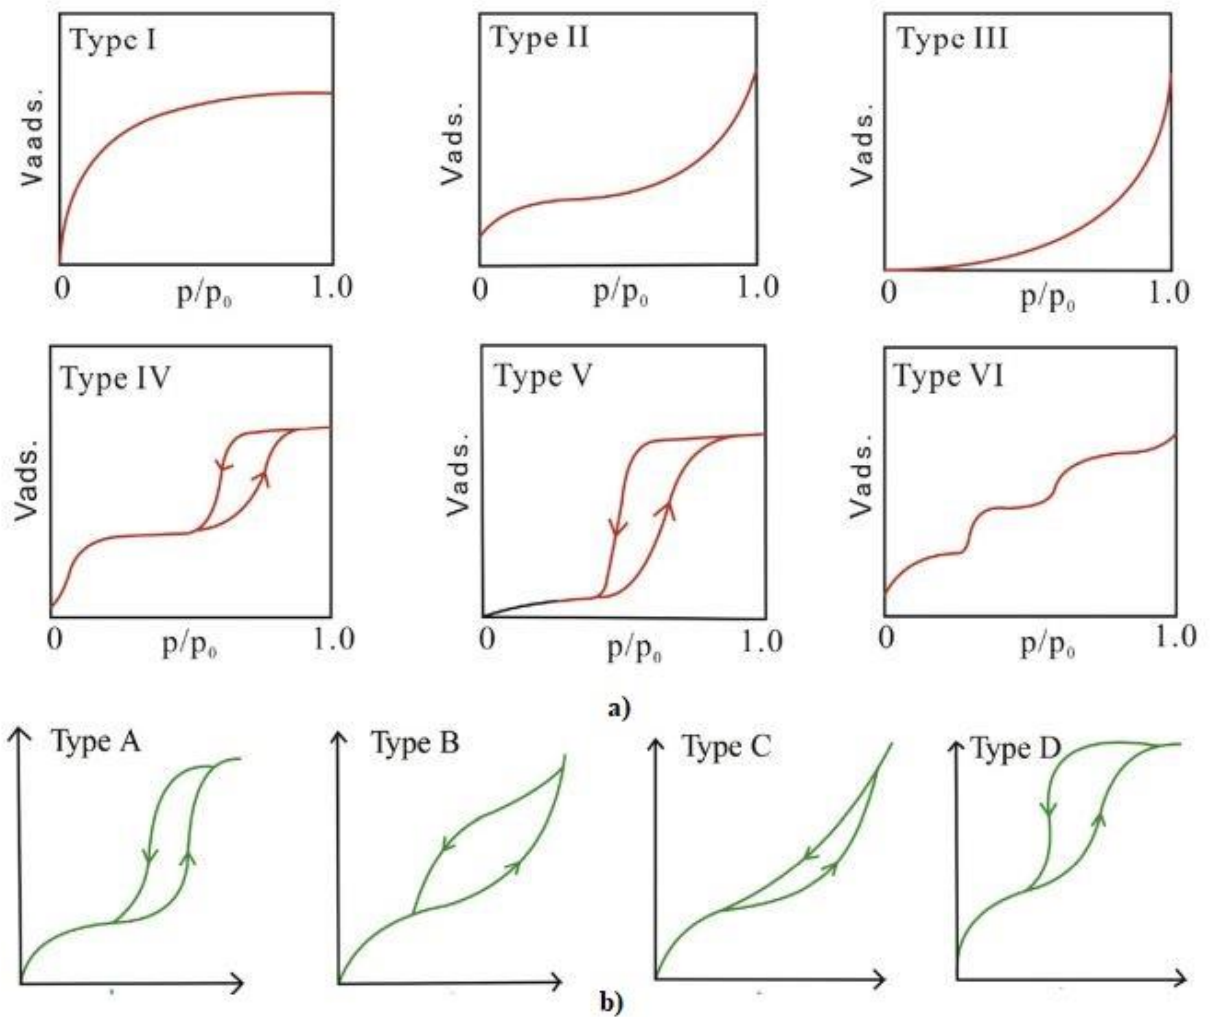 Type I
Vaads.
0
p/p₀
1.0
Type II
Vads.
0
p/p₀
1.0
Type III
Vads.
0
p/p₀
1.0
Type IV
Vads.
0
p/p₀
1.0
Type V
Vads.
0
p/p₀
1.0
Type VI
Vads.
0
p/p₀
1.0
a)
Type A
Type B
Type C
Type D
b)